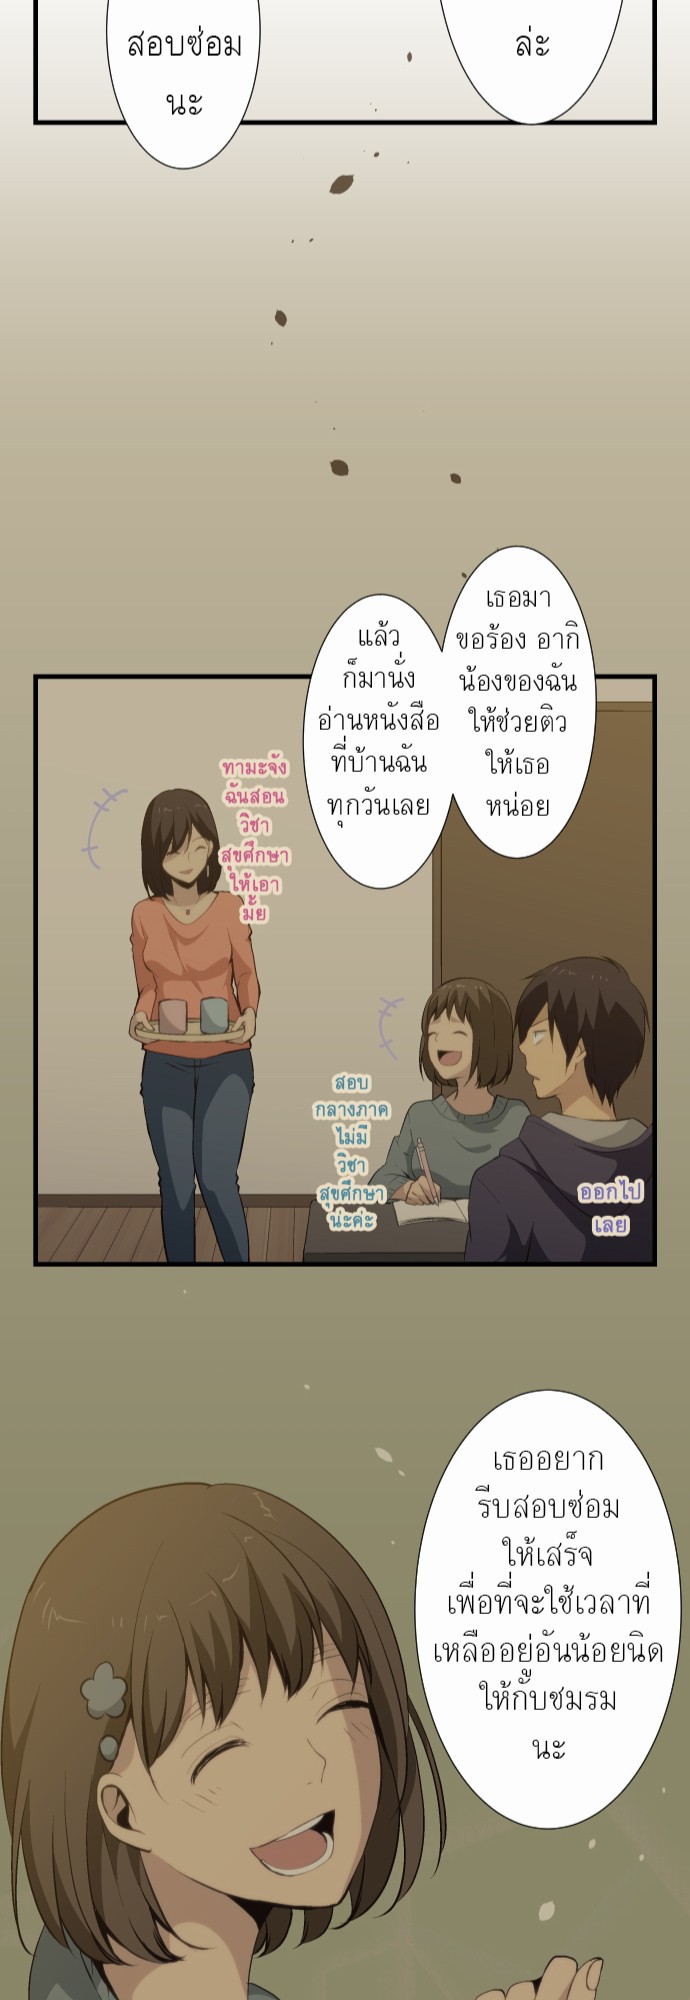 ล่ะ
สอบซ่อม
นะ
เธอมา
ขอร้อง อากิ
น้องของฉัน
ให้ช่วยติว
ให้เธอ
หน่อย
แล้ว
ก็มานั่ง
อ่านหนังสือ
ที่บ้านฉัน
ทุกวันเลย
ทามะจัง
ฉันสอน
วิชา
สุขศึกษา
ให้เอา
มั้ย
สอบ
กลางภาค
ไม่มี
วิชา
สุขศึกษา
น่ะค่ะ
ออกไป
เลย
เธออยาก
รีบสอบซ่อม
ให้เสร็จ
เพื่อที่จะใช้เวลาที่
เหลืออยู่อันน้อยนิด
ให้กับชมรม
นะ